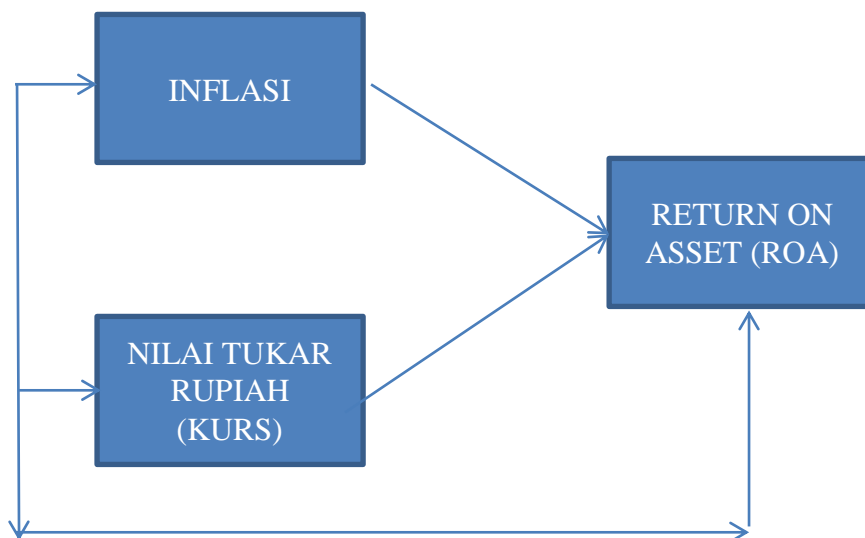 INFLASI
RETURN ON
ASSET (ROA)
NILAI TUKAR
RUPIAH
(KURS)